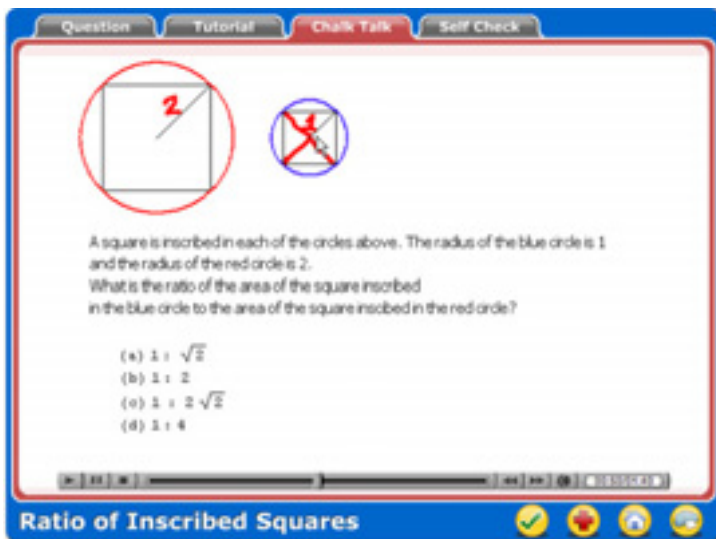 Question Tutorial Chalk Talk Self Check
2 1
A square is inscribed in each of the circles above. The radius of the blue circle is 1
and the radius of the red circle is 2.
What is the ratio of the area of the square inscribed
in the blue circle to the area of the square inscibed in the red circle?
(a) 1 : √2
(b) 1 : 2
(c) 1 : 2 √2
(d) 1 : 4
Ratio of Inscribed Squares